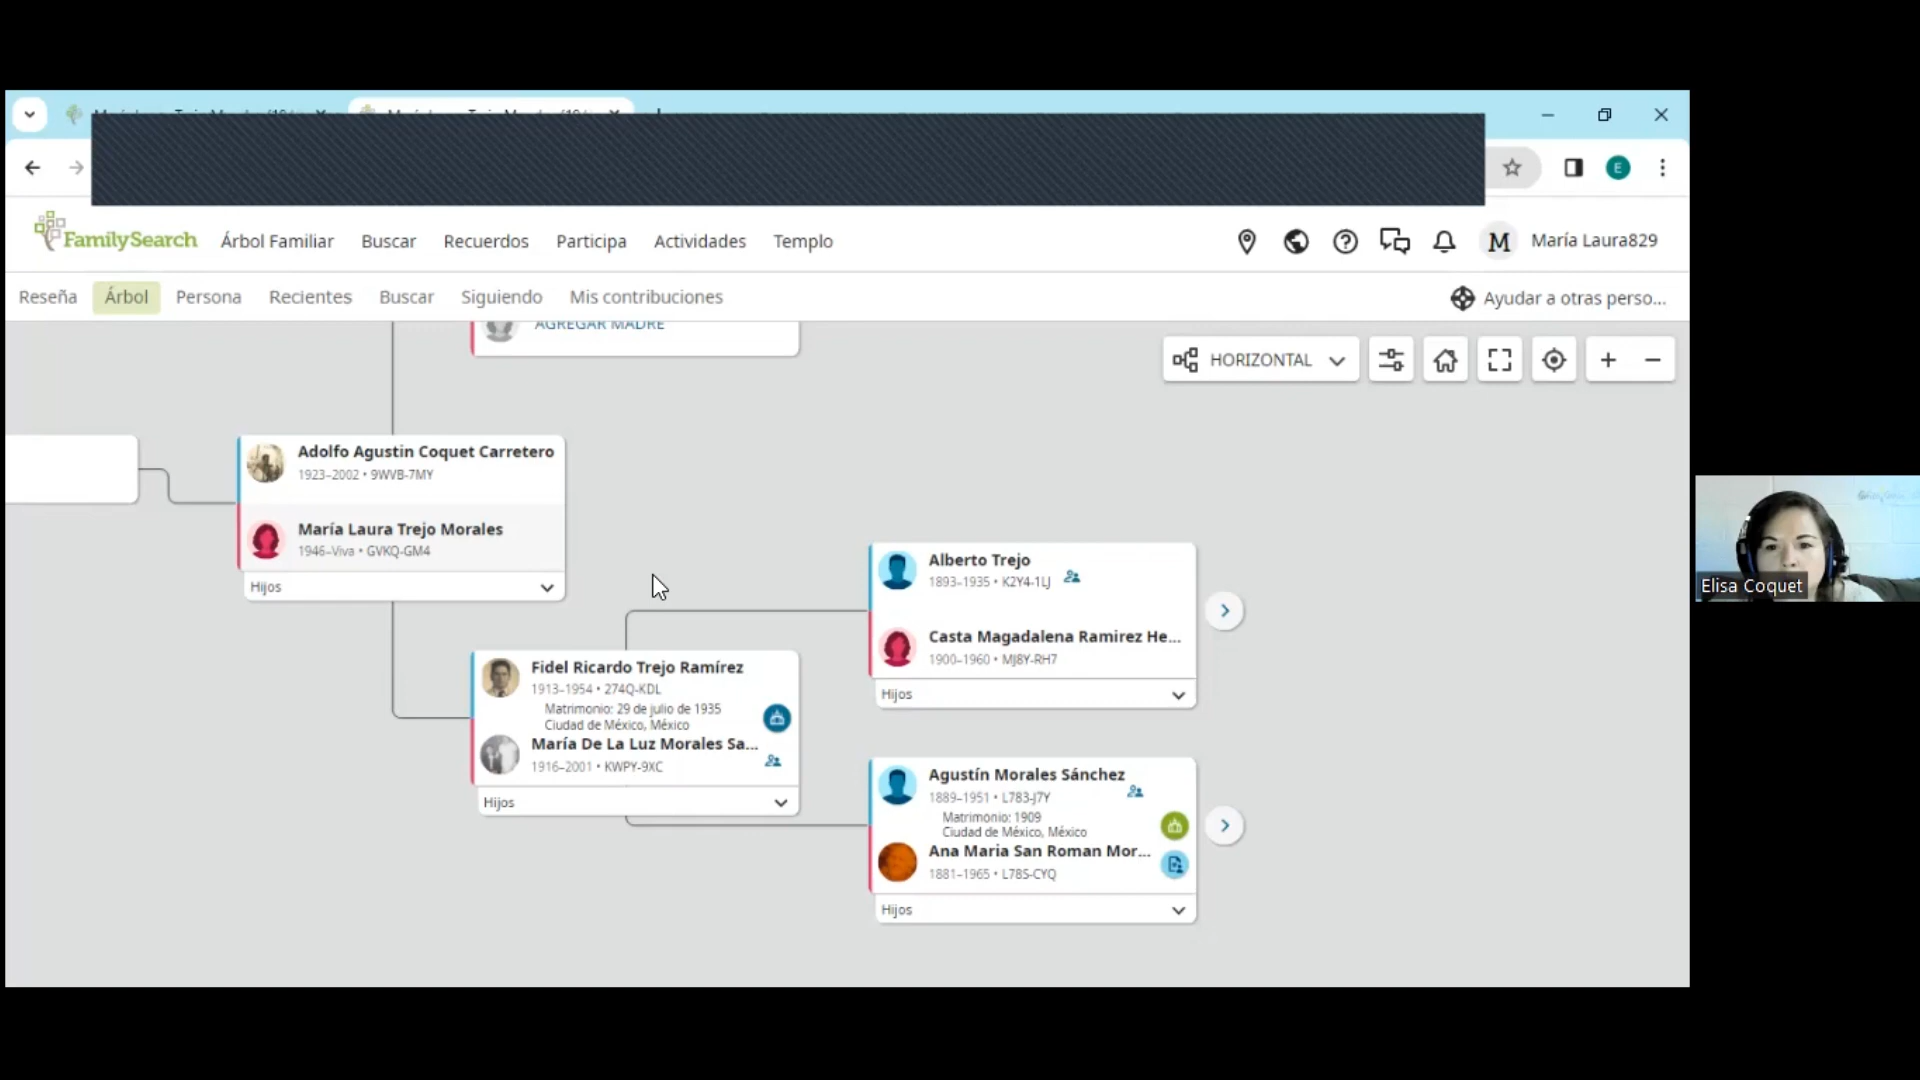 E
FamilySearch
Árbol Familiar
Buscar
Recuerdos
Participa
Actividades
Templo
M
María Laura829
Reseña
Árbol
Persona
Recientes
Buscar
Siguiendo
Mis contribuciones
Ayudar a otras perso...
AGREGAR MADRE
HORIZONTAL
Adolfo Agustin Coquet Carretero
1923–2002 • 9WVB-7MY
María Laura Trejo Morales
1946–Viva • GVKQ-GM4
Hijos
Alberto Trejo
1893–1935 • K2Y4-1LJ
Casta Magadalena Ramirez He...
1900–1960 • MJ8Y-RH7
Hijos
Fidel Ricardo Trejo Ramírez
1913–1954 • 274Q-KDL
Matrimonio: 29 de julio de 1935
Ciudad de México, México
María De La Luz Morales Sa...
1916–2001 • KWPY-9XC
Hijos
Agustín Morales Sánchez
1889–1951 • L783-J7Y
Matrimonio: 1909
Ciudad de México, México
Ana Maria San Roman Mor...
1881–1965 • L78S-CYQ
Hijos
Elisa Coquet